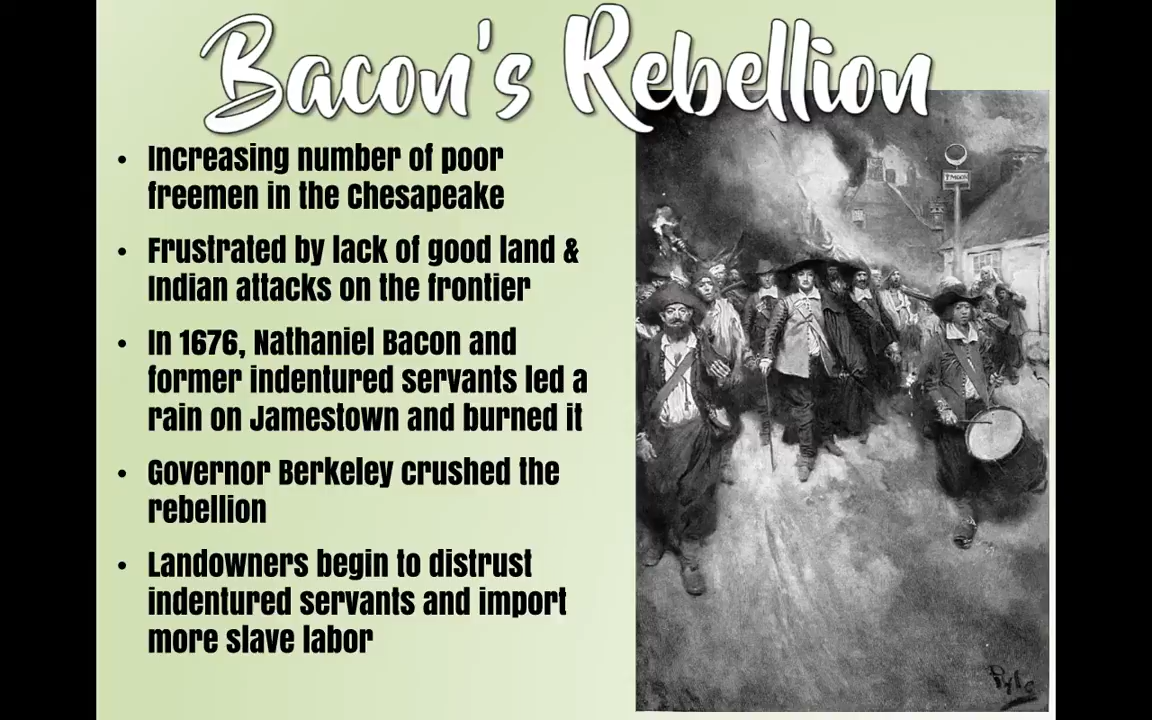 Bacon's Rebellion
• Increasing number of poor
freemen in the Chesapeake
• Frustrated by lack of good land &
Indian attacks on the frontier
• In 1676, Nathaniel Bacon and
former indentured servants led a
rain on Jamestown and burned it
• Governor Berkeley crushed the
rebellion
• Landowners begin to distrust
indentured servants and import
more slave labor
Pyle